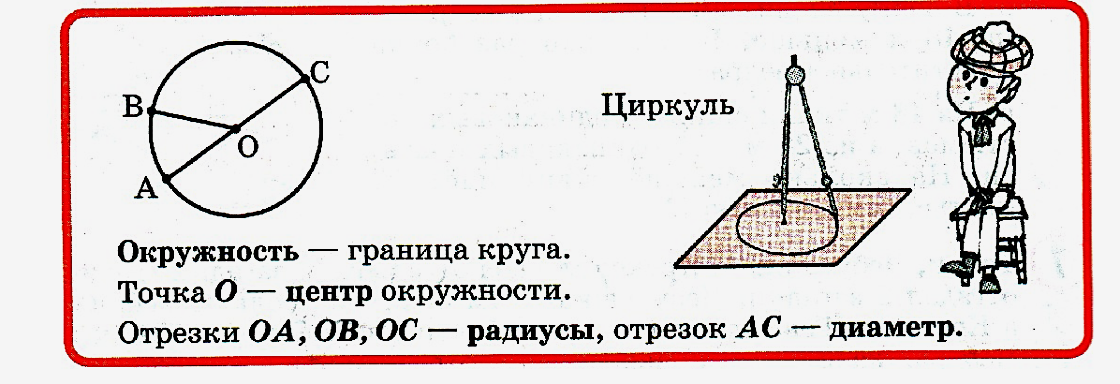 C
B
O
A
Циркуль
Окружность — граница круга.
Точка O — центр окружности.
Отрезки OA, OB, OC — радиусы, отрезок AC — диаметр.